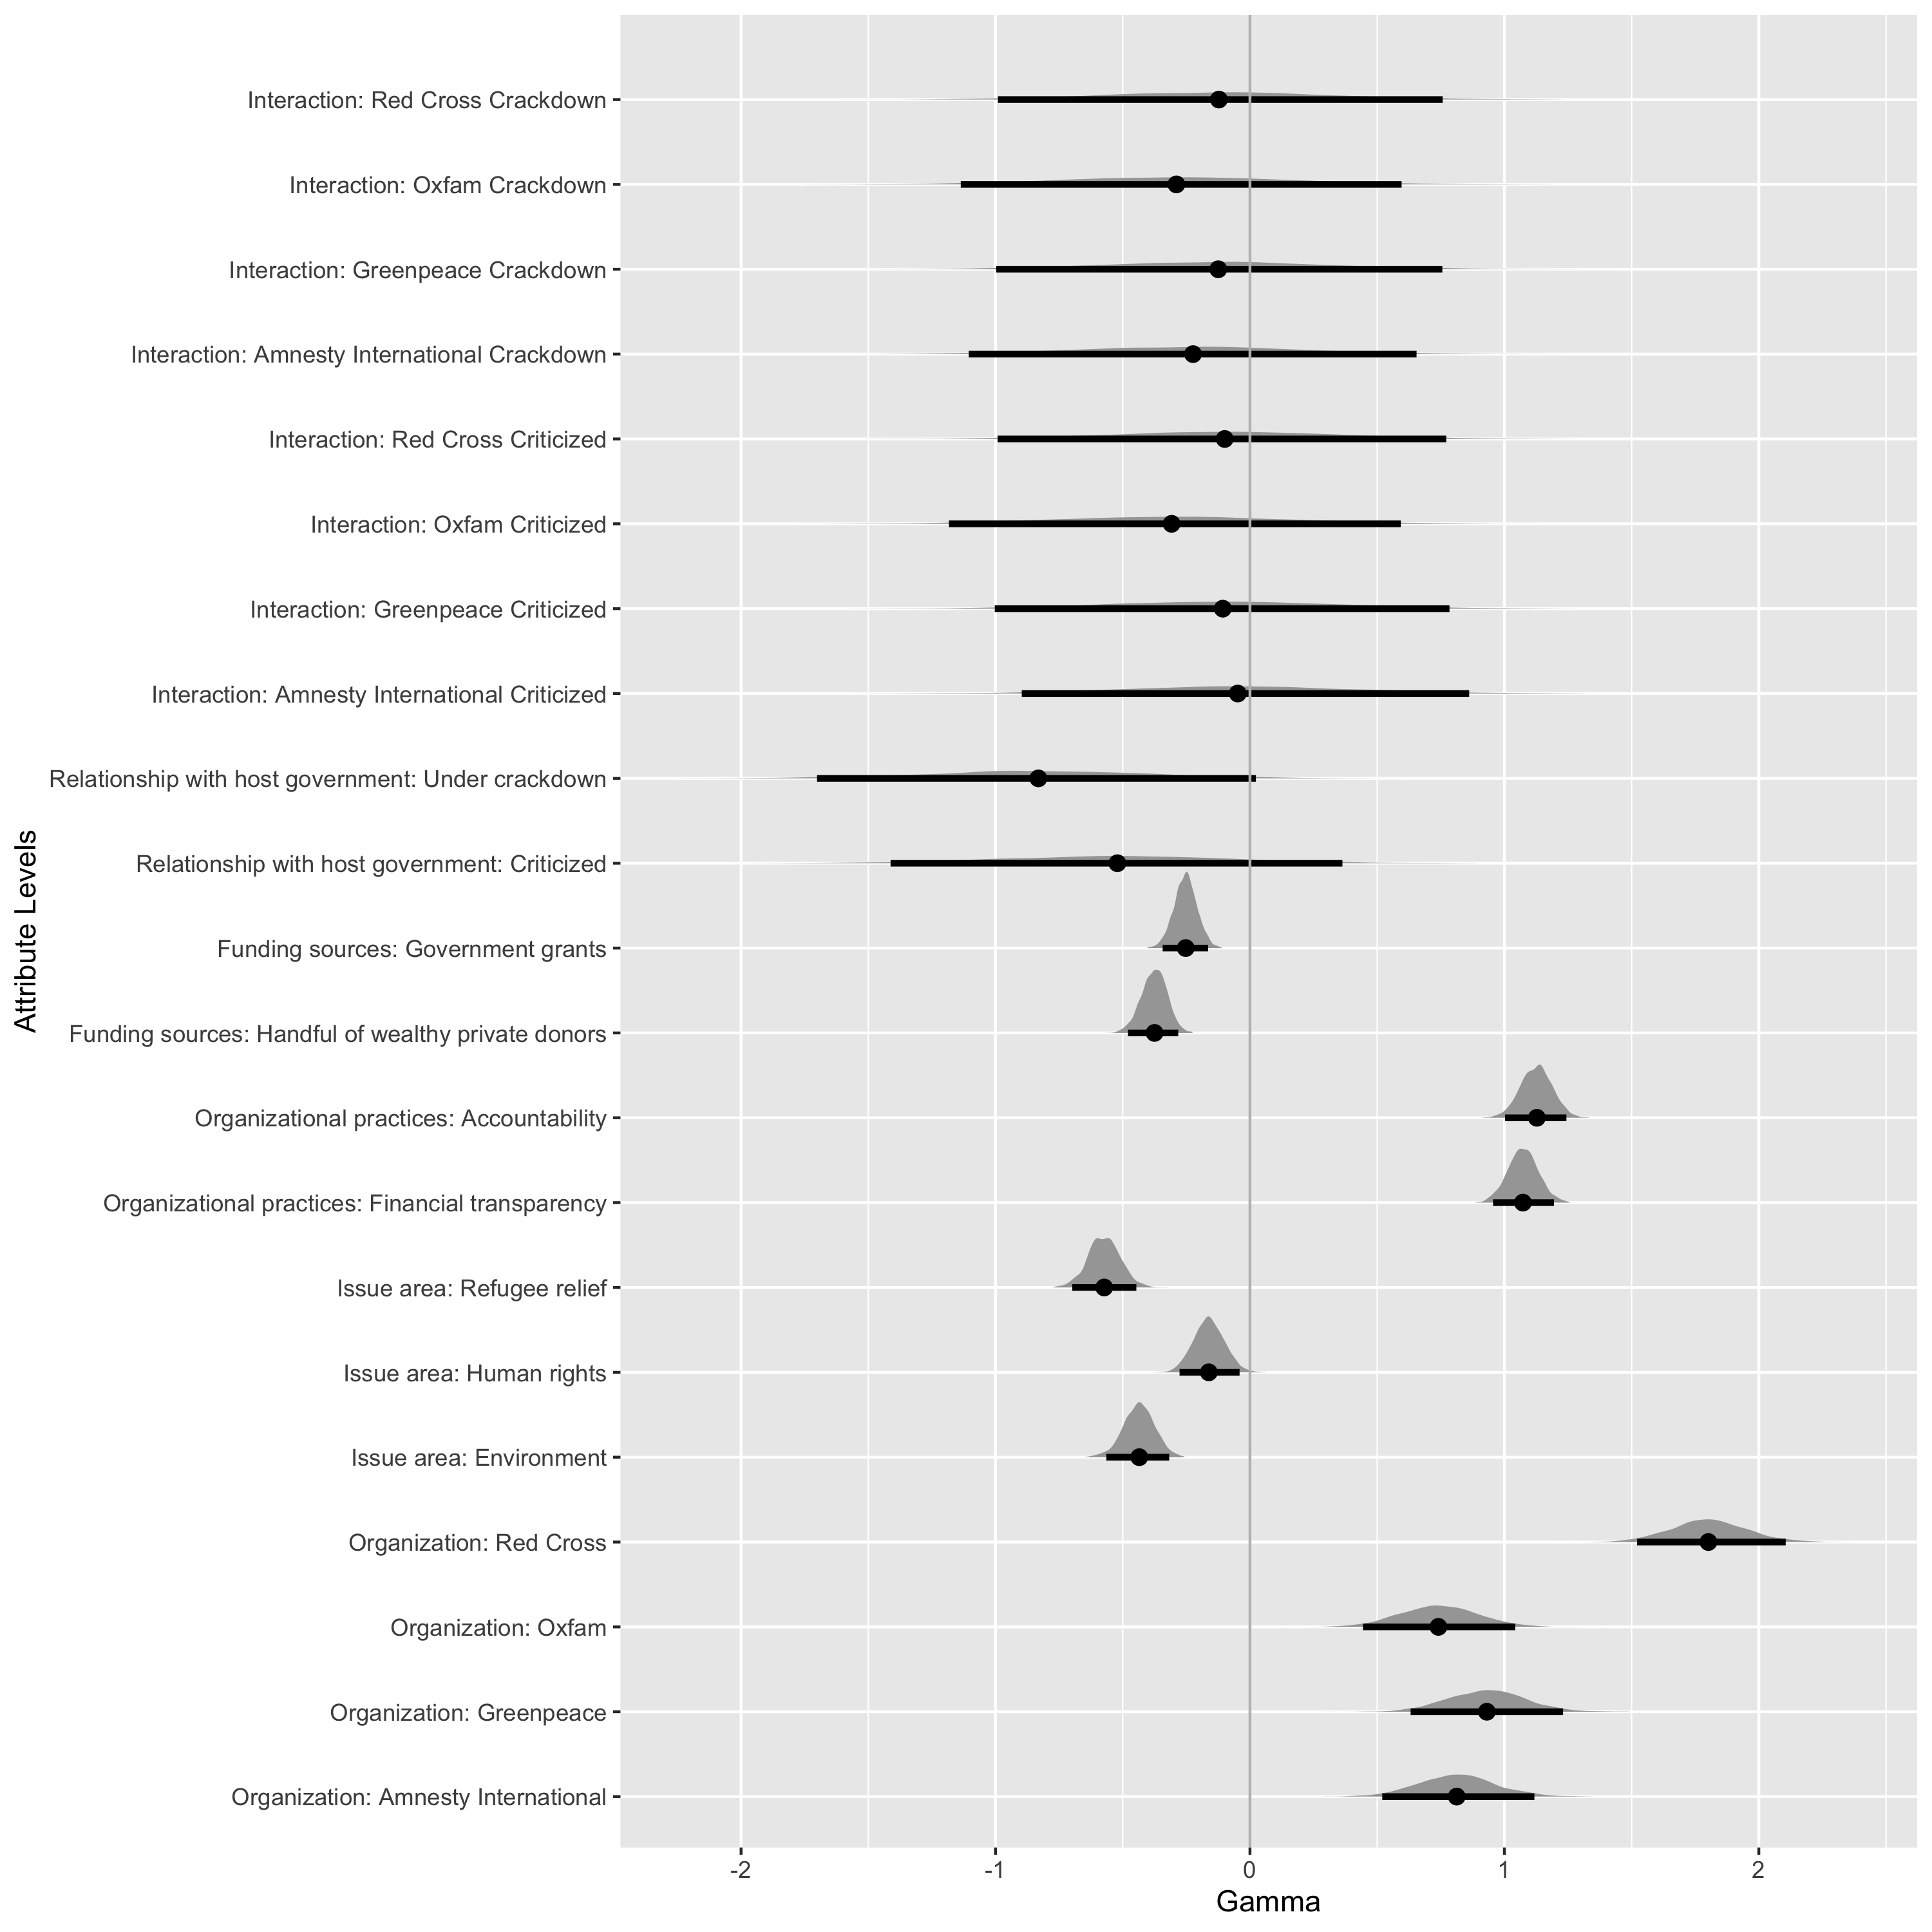 Interaction: Red Cross Crackdown
Interaction: Oxfam Crackdown
Interaction: Greenpeace Crackdown
Interaction: Amnesty International Crackdown
Interaction: Red Cross Criticized
Interaction: Oxfam Criticized
Interaction: Greenpeace Criticized
Interaction: Amnesty International Criticized
Relationship with host government: Under crackdown
Relationship with host government: Criticized
Funding sources: Government grants
Funding sources: Handful of wealthy private donors
Organizational practices: Accountability
Organizational practices: Financial transparency
Issue area: Refugee relief
Issue area: Human rights
Issue area: Environment
Organization: Red Cross
Organization: Oxfam
Organization: Greenpeace
Organization: Amnesty International
Attribute Levels
-2 -1 0 1 2
Gamma